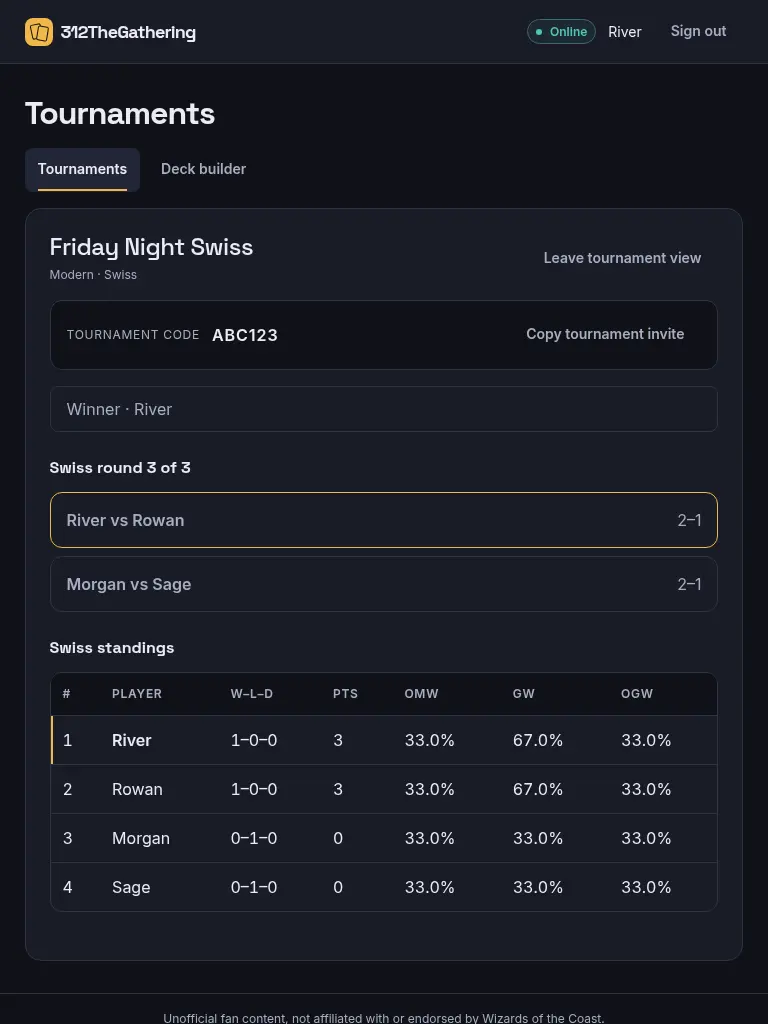 312TheGathering
Online River Sign out
Tournaments
Tournaments Deck builder
Friday Night Swiss
Modern · Swiss
Leave tournament view
TOURNAMENT CODE ABC123 Copy tournament invite
Winner · River
Swiss round 3 of 3
River vs Rowan 2–1
Morgan vs Sage 2–1
Swiss standings
# PLAYER W–L–D PTS OMW GW OGW
1 River 1–0–0 3 33.0% 67.0% 33.0%
2 Rowan 1–0–0 3 33.0% 67.0% 33.0%
3 Morgan 0–1–0 0 33.0% 33.0% 33.0%
4 Sage 0–1–0 0 33.0% 33.0% 33.0%
Unofficial fan content, not affiliated with or endorsed by Wizards of the Coast.